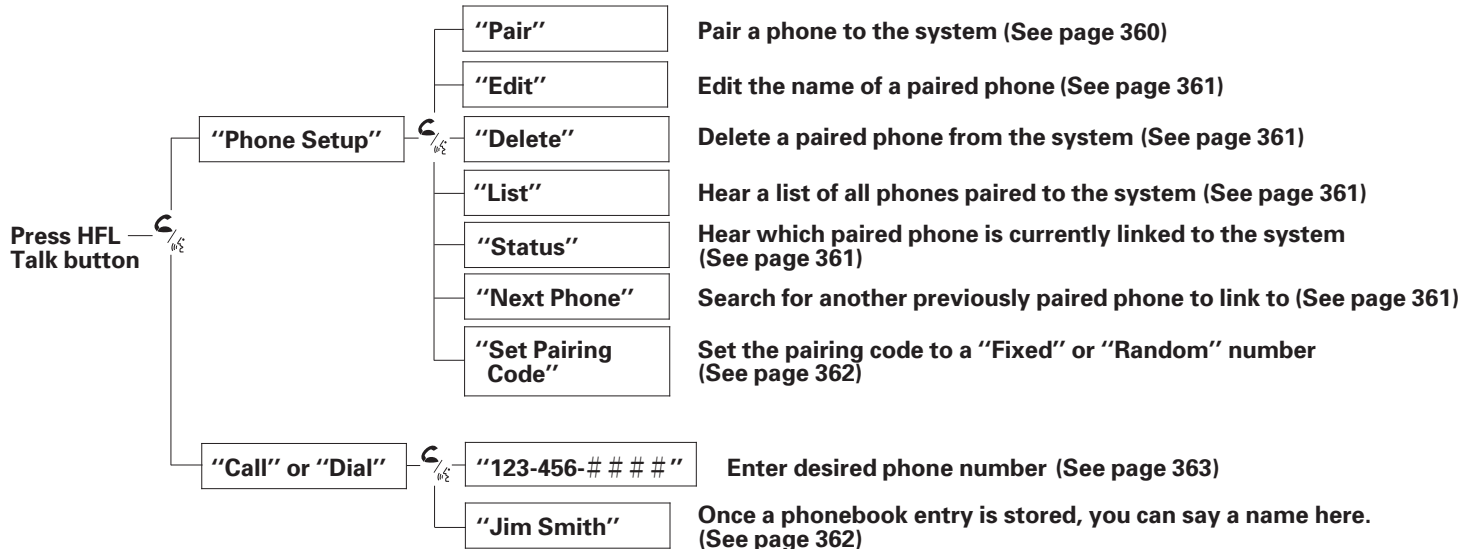 "Pair" Pair a phone to the system (See page 360)
"Edit" Edit the name of a paired phone (See page 361)
"Phone Setup" "Delete" Delete a paired phone from the system (See page 361)
"List" Hear a list of all phones paired to the system (See page 361)
Press HFL
Talk button
"Status" Hear which paired phone is currently linked to the system
(See page 361)
"Next Phone" Search for another previously paired phone to link to (See page 361)
"Set Pairing
Code"
Set the pairing code to a "Fixed" or "Random" number
(See page 362)
"Call" or "Dial" "123-456-####" Enter desired phone number (See page 363)
"Jim Smith" Once a phonebook entry is stored, you can say a name here.
(See page 362)